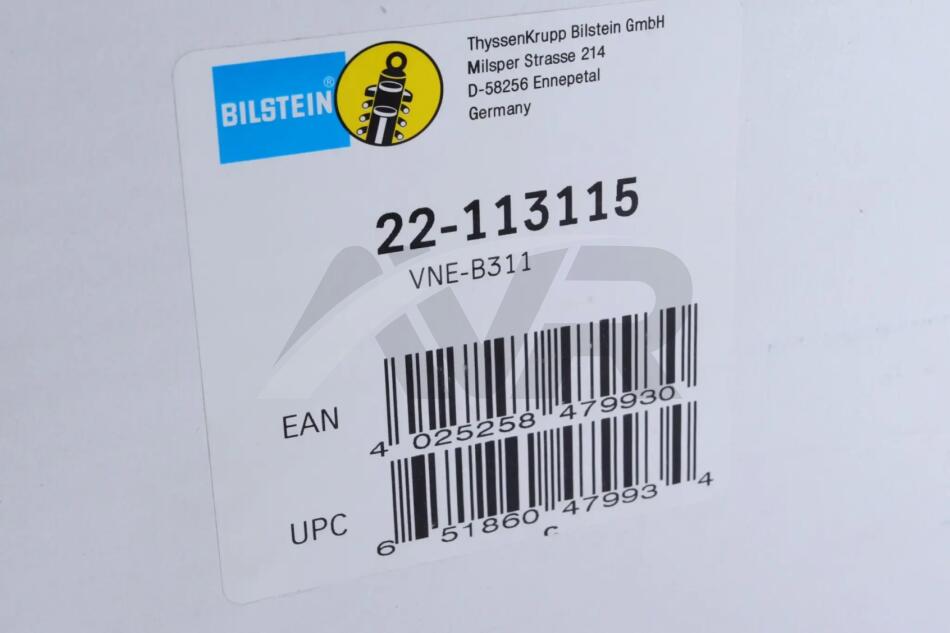 BILSTEIN®
ThyssenKrupp Bilstein GmbH
Milsper Strasse 214
D-58256 Ennepetal
Germany
22-113115
VNE-B311
AVR
EAN
4 025258 479930
UPC
6 51860 47993 4
c